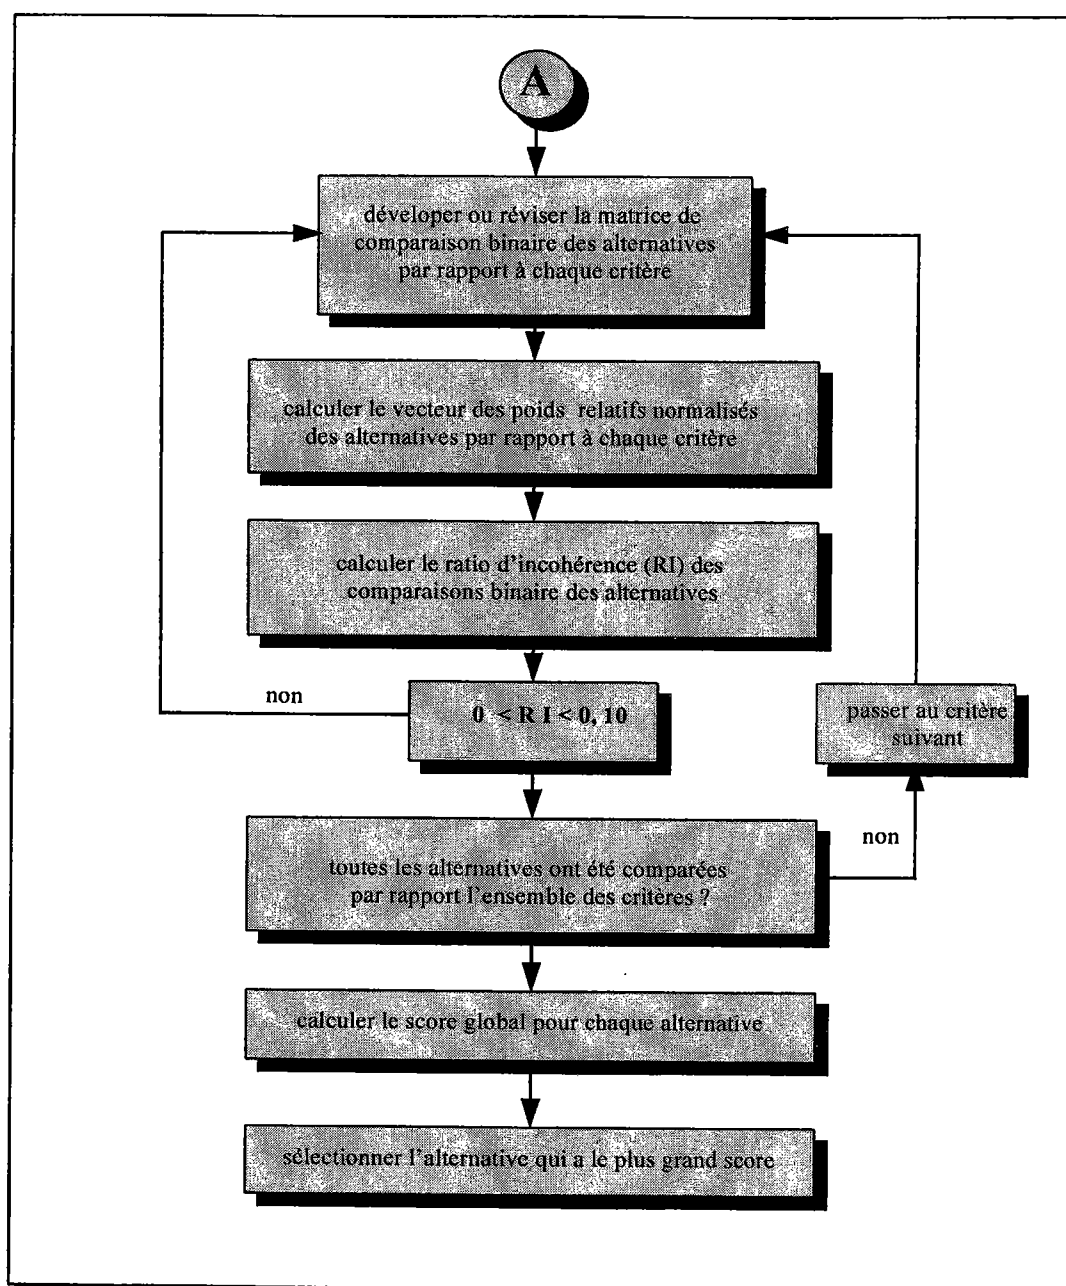 A
déveloper ou réviser la matrice de
comparaison binaire des alternatives
par rapport à chaque critère
calculer le vecteur des poids relatifs normalisés
des alternatives par rapport à chaque critère
calculer le ratio d'incohérence (RI) des
comparaisons binaire des alternatives
non
0 < R I < 0, 10
passer au critère
suivant
non
toutes les alternatives ont été comparées
par rapport l'ensemble des critères ?
calculer le score global pour chaque alternative
sélectionner l'alternative qui a le plus grand score